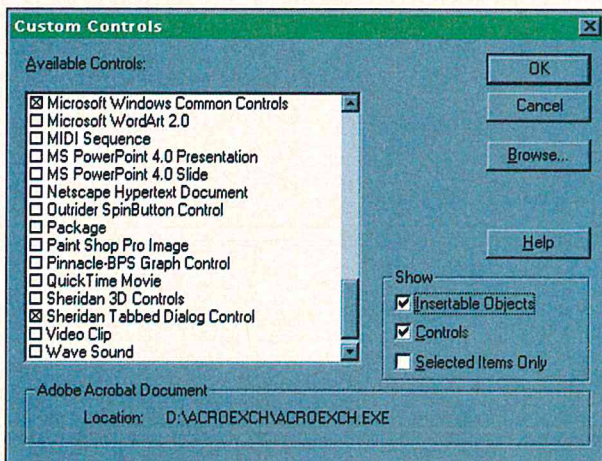 Custom Controls
Available Controls:
Microsoft Windows Common Controls
Microsoft WordArt 2.0
MIDI Sequence
MS PowerPoint 4.0 Presentation
MS PowerPoint 4.0 Slide
Netscape Hypertext Document
Outrider SpinButton Control
Package
Paint Shop Pro Image
Pinnacle-BPS Graph Control
QuickTime Movie
Sheridan 3D Controls
Sheridan Tabbed Dialog Control
Video Clip
Wave Sound
OK
Cancel
Browse...
Help
Show
Insertable Objects
Controls
Selected Items Only
Adobe Acrobat Document
Location: D:\ACROEXCH\ACROEXCH.EXE